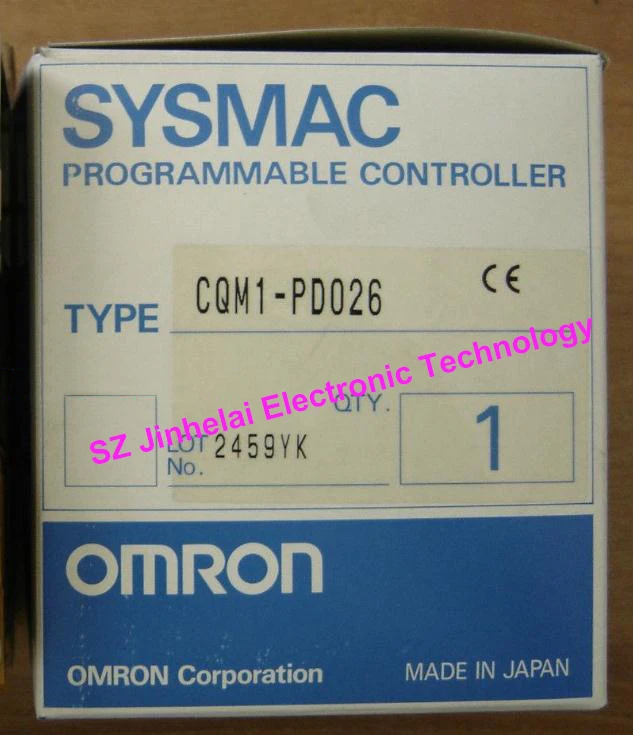 SYSMAC
PROGRAMMABLE CONTROLLER
TYPE CQM1-PD026 CE
SZ Jinhelai Electronic Technology
LOT No. 2459YK QTY. 1
OMRON
OMRON Corporation MADE IN JAPAN